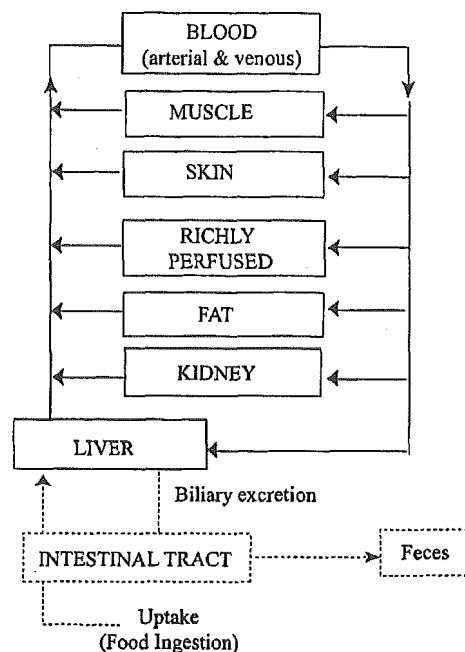 BLOOD
(arterial & venous)
MUSCLE
SKIN
RICHLY
PERFUSED
FAT
KIDNEY
LIVER
Biliary excretion
INTESTINAL TRACT
Feces
Uptake
(Food Ingestion)